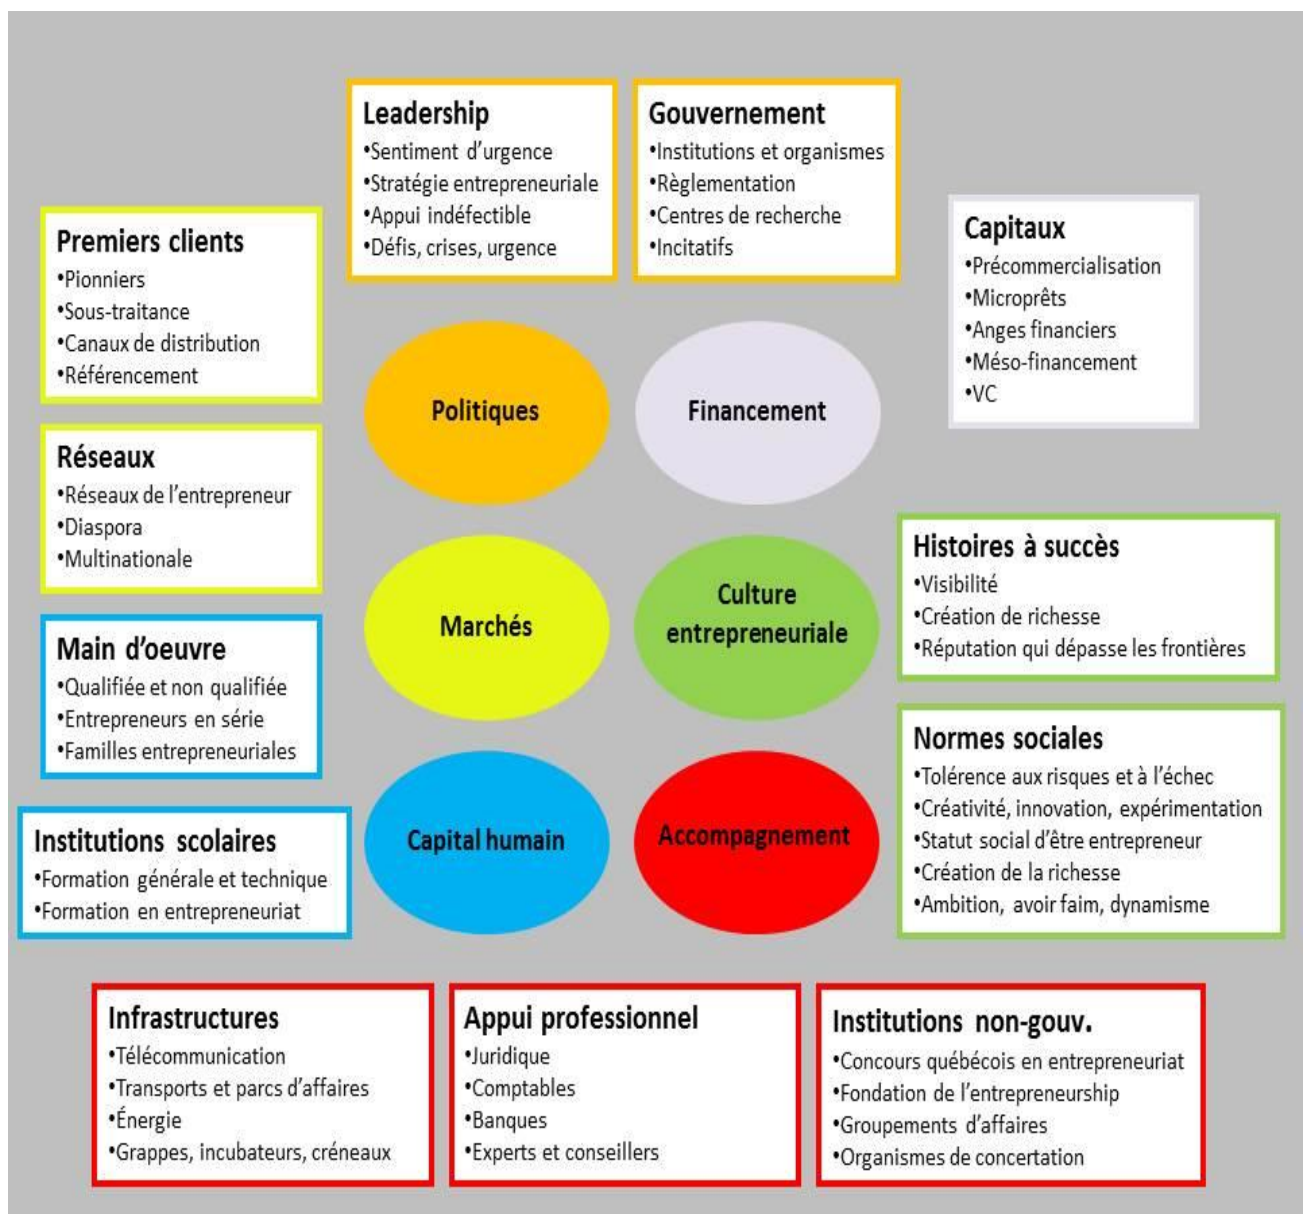 Leadership
•Sentiment d'urgence
•Stratégie entrepreneuriale
•Appui indéfectible
•Défis, crises, urgence
Gouvernement
•Institutions et organismes
•Règlementation
•Centres de recherche
•Incitatifs
Capitaux
•Précommercialisation
•Microprêts
•Anges financiers
•Méso-financement
•VC
Premiers clients
•Pionniers
•Sous-traitance
•Canaux de distribution
•Référencement
Réseaux
•Réseaux de l'entrepreneur
•Diaspora
•Multinationale
Main d'oeuvre
•Qualifiée et non qualifiée
•Entrepreneurs en série
•Familles entrepreneuriales
Institutions scolaires
•Formation générale et technique
•Formation en entrepreneuriat
Politiques
Financement
Marchés
Culture
entrepreneuriale
Capital humain
Accompagnement
Histoires à succès
•Visibilité
•Création de richesse
•Réputation qui dépasse les frontières
Normes sociales
•Tolérence aux risques et à l'échec
•Créativité, innovation, expérimentation
•Statut social d'être entrepreneur
•Création de la richesse
•Ambition, avoir faim, dynamisme
Infrastructures
•Télécommunication
•Transports et parcs d'affaires
•Énergie
•Grappes, incubateurs, créneaux
Appui professionnel
•Juridique
•Comptables
•Banques
•Experts et conseillers
Institutions non-gouv.
•Concours québécois en entrepreneuriat
•Fondation de l'entrepreneurship
•Groupements d'affaires
•Organismes de concertation